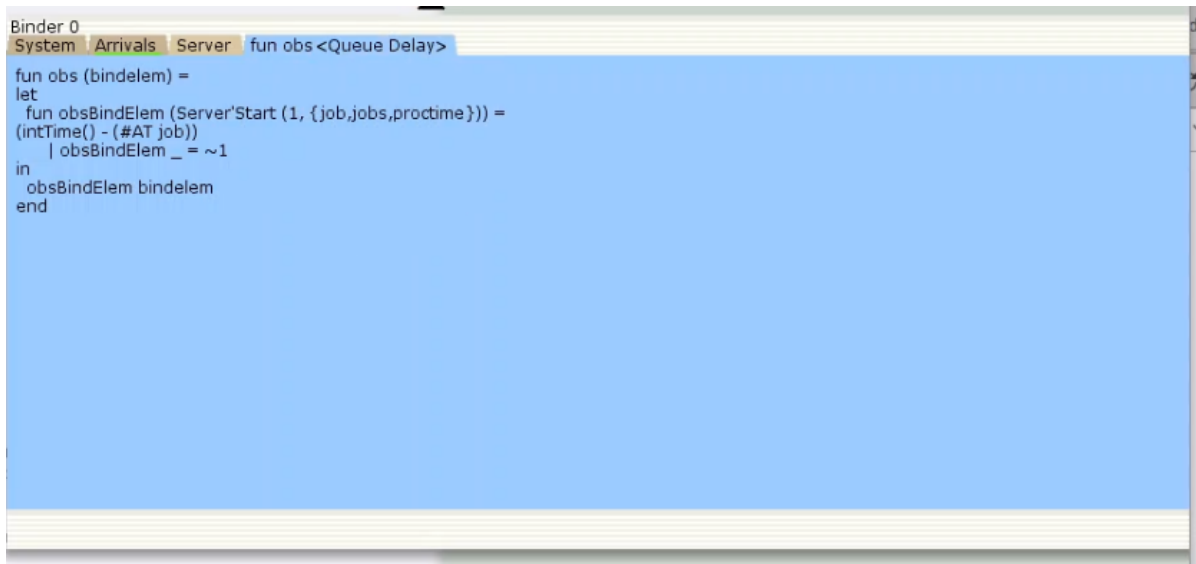 Binder 0
System Arrivals Server fun obs <Queue Delay>
fun obs (bindelem) =
let
fun obsBindElem (Server'Start (1, {job,jobs,proctime})) =
(intTime() - (#AT job))
| obsBindElem _ = ~1
in
obsBindElem bindelem
end